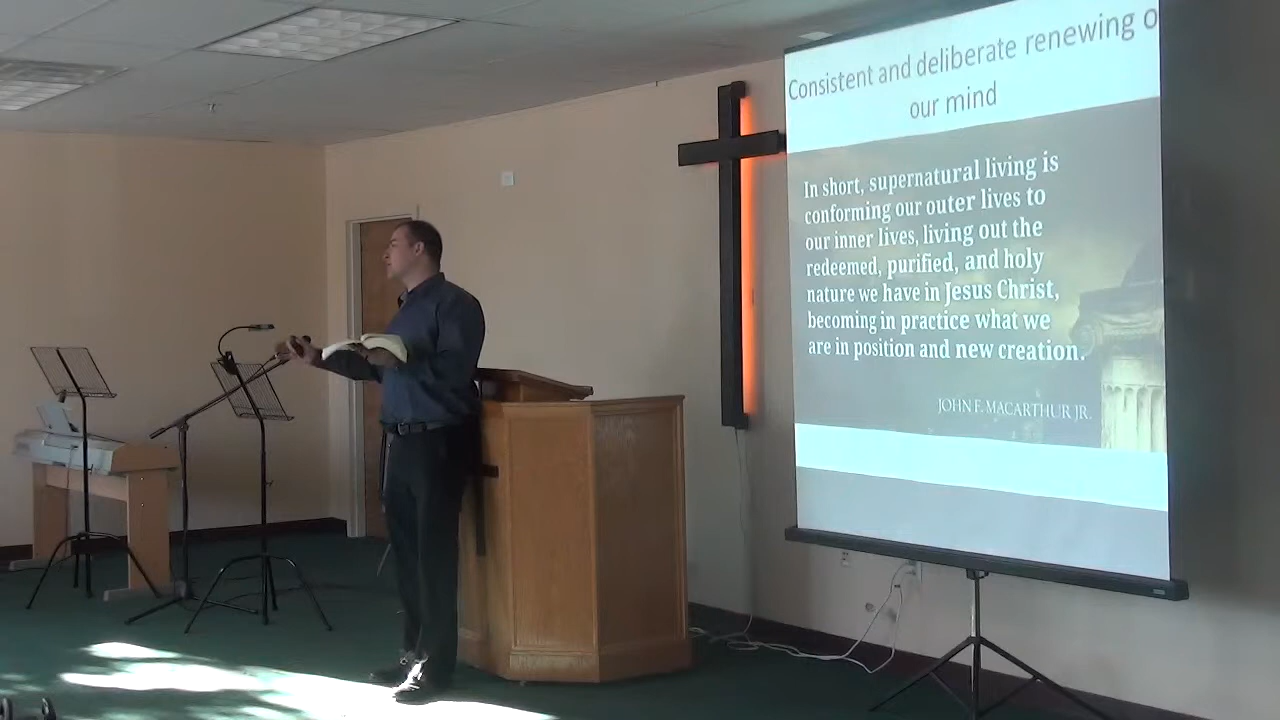 Consistent and deliberate renewing o
our mind
In short, supernatural living is
conforming our outer lives to
our inner lives, living out the
redeemed, purified, and holy
nature we have in Jesus Christ,
becoming in practice what we
are in position and new creation.
JOHN F. MACARTHUR JR.